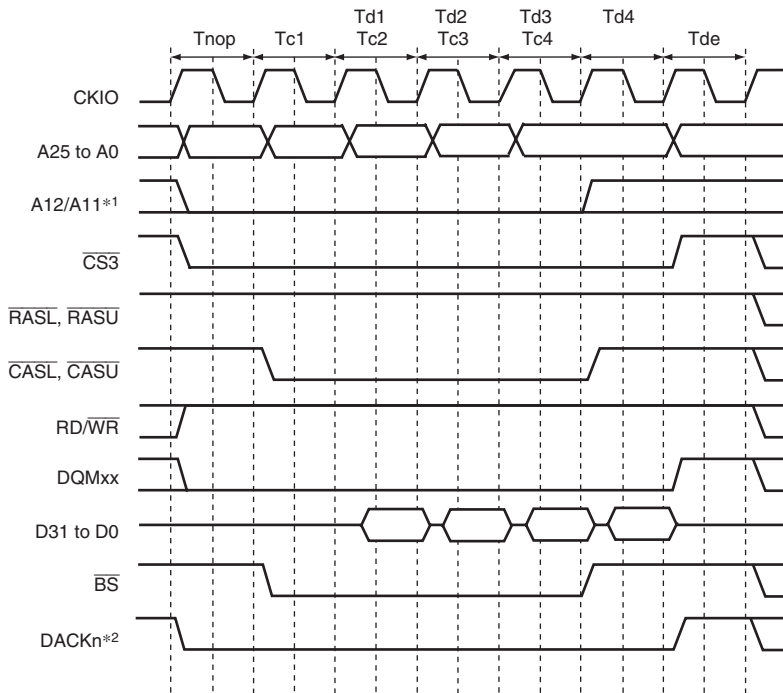 Td1 Td2 Td3 Td4
Tnop Tc1 Tc2 Tc3 Tc4 Tde
CKIO
A25 to A0
A12/A11*1
CS3
RASL, RASU
CASL, CASU
RD/WR
DQMxx
D31 to D0
BS
DACKn*2